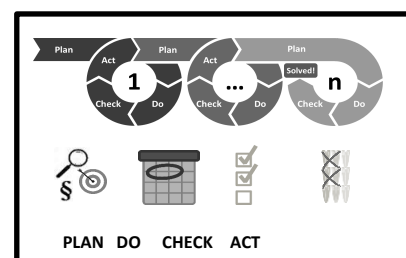 Plan Plan Plan
Act Act Solved!
1 ... n
Check Do Check Do Check Do
§
PLAN DO CHECK ACT